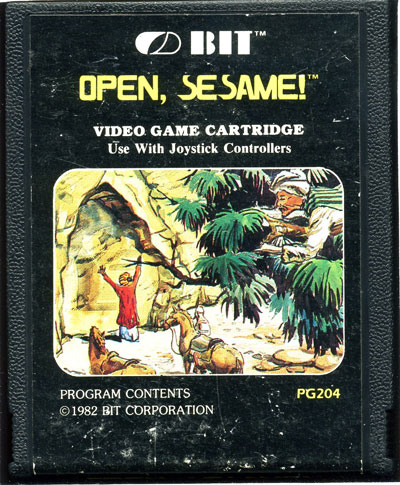 BIT™
OPEN, SESAME!™
VIDEO GAME CARTRIDGE
Use With Joystick Controllers
PROGRAM CONTENTS
©1982 BIT CORPORATION
PG204